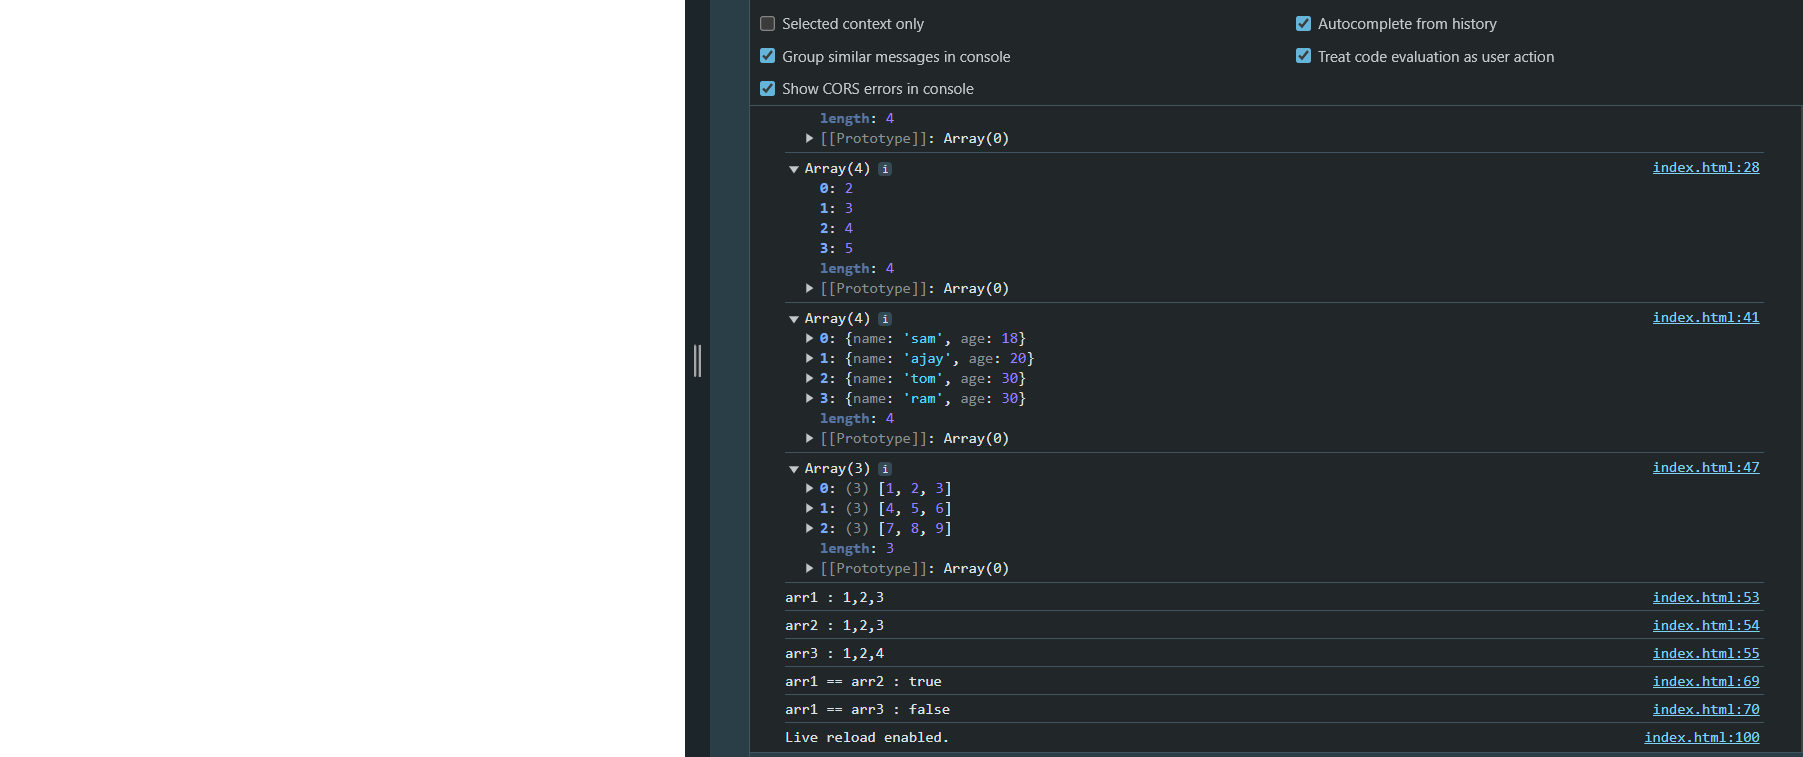 Selected context only
Autocomplete from history
Group similar messages in console
Treat code evaluation as user action
Show CORS errors in console
length: 4
[[Prototype]]: Array(0)
Array(4) i index.html:28
0: 2
1: 3
2: 4
3: 5
length: 4
[[Prototype]]: Array(0)
Array(4) i index.html:41
0: {name: 'sam', age: 18}
1: {name: 'ajay', age: 20}
2: {name: 'tom', age: 30}
3: {name: 'ram', age: 30}
length: 4
[[Prototype]]: Array(0)
Array(3) i index.html:47
0: (3) [1, 2, 3]
1: (3) [4, 5, 6]
2: (3) [7, 8, 9]
length: 3
[[Prototype]]: Array(0)
arr1 : 1,2,3 index.html:53
arr2 : 1,2,3 index.html:54
arr3 : 1,2,4 index.html:55
arr1 == arr2 : true index.html:69
arr1 == arr3 : false index.html:70
Live reload enabled. index.html:100